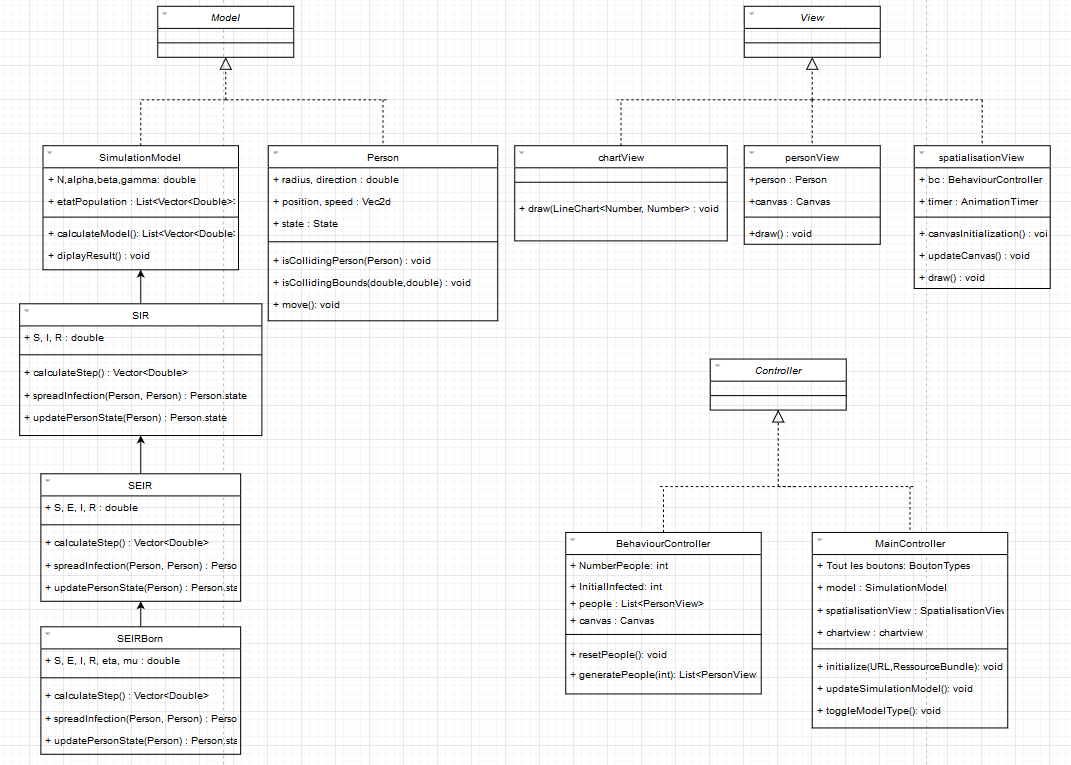 Model
View
SimulationModel
+ N,alpha,beta,gamma: double
+ etatPopulation : List<Vector<Double>>
+ calculateModel(): List<Vector<Double>
+ diplayResult() : void
Person
+ radius, direction : double
+ position, speed : Vec2d
+ state : State
+ isCollidingPerson(Person) : void
+ isCollidingBounds(double,double) : void
+ move(): void
chartView
+ draw(LineChart<Number, Number> : void
personView
+person : Person
+canvas : Canvas
+draw() : void
spatialisationView
+ bc : BehaviourController
+ timer : AnimationTimer
+ canvasInitialization() : voi
+ updateCanvas() : void
+ draw() : void
SIR
+ S, I, R : double
+ calculateStep() : Vector<Double>
+ spreadInfection(Person, Person) : Person.state
+ updatePersonState(Person) : Person.state
SEIR
+ S, E, I, R : double
+ calculateStep() : Vector<Double>
+ spreadInfection(Person, Person) : Perso
+ updatePersonState(Person) : Person.sta
SEIRBorn
+ S, E, I, R, eta, mu : double
+ calculateStep() : Vector<Double>
+ spreadInfection(Person, Person) : Perso
+ updatePersonState(Person) : Person.sta
Controller
BehaviourController
+ NumberPeople: int
+ InitialInfected: int
+ people : List<PersonView>
+ canvas : Canvas
+ resetPeople(): void
+ generatePeople(int): List<PersonView
MainController
+ Tout les boutons: BoutonTypes
+ model : SimulationModel
+ spatialisationView : SpatialisationView
+ chartview : chartview
+ initialize(URL,RessourceBundle): void
+ updateSimulationModel(): void
+ toggleModelType(): void